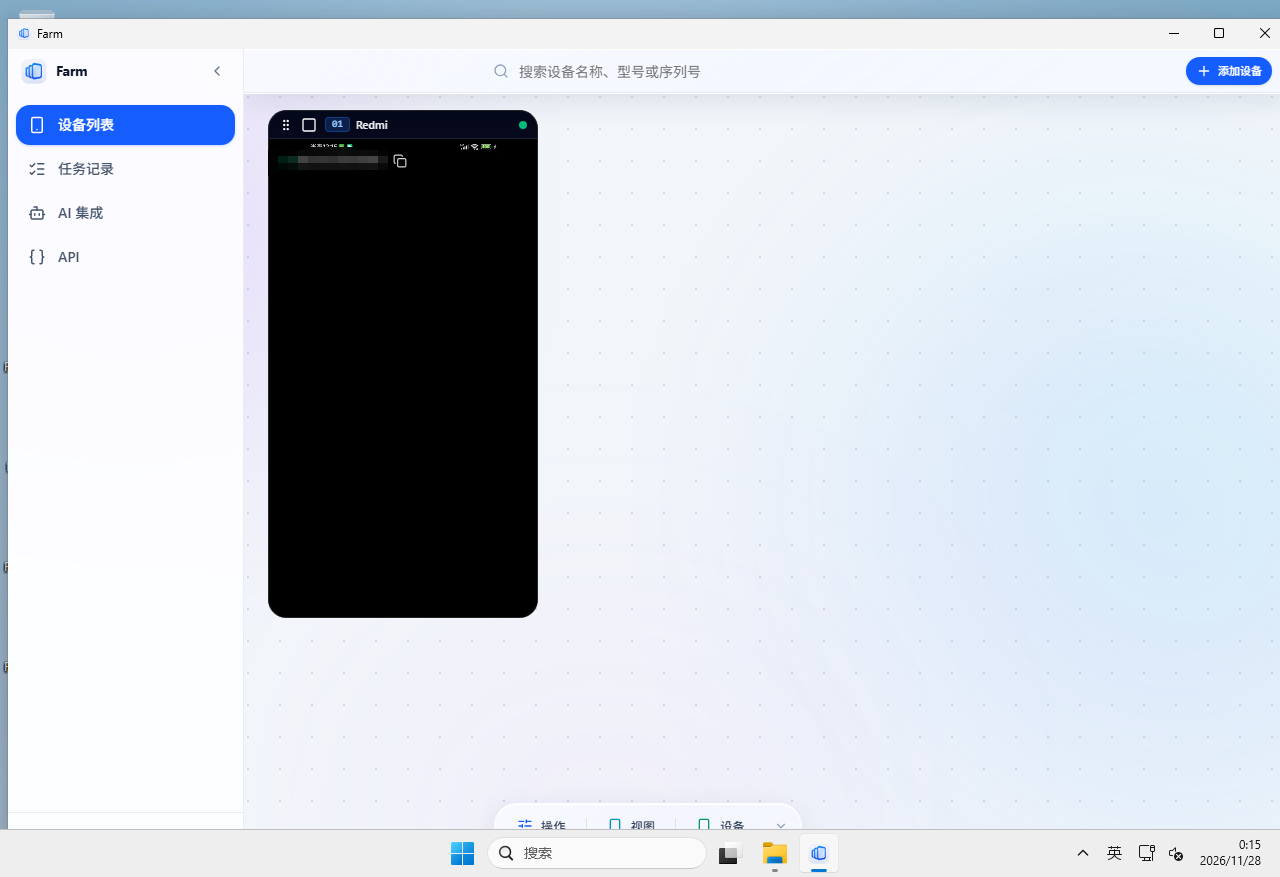 Farm
Farm
搜索设备名称、型号或序列号
添加设备
设备列表
任务记录
AI 集成
{ } API
01 Redmi
操作
视图
设备
搜索
英
0:15
2026/11/28